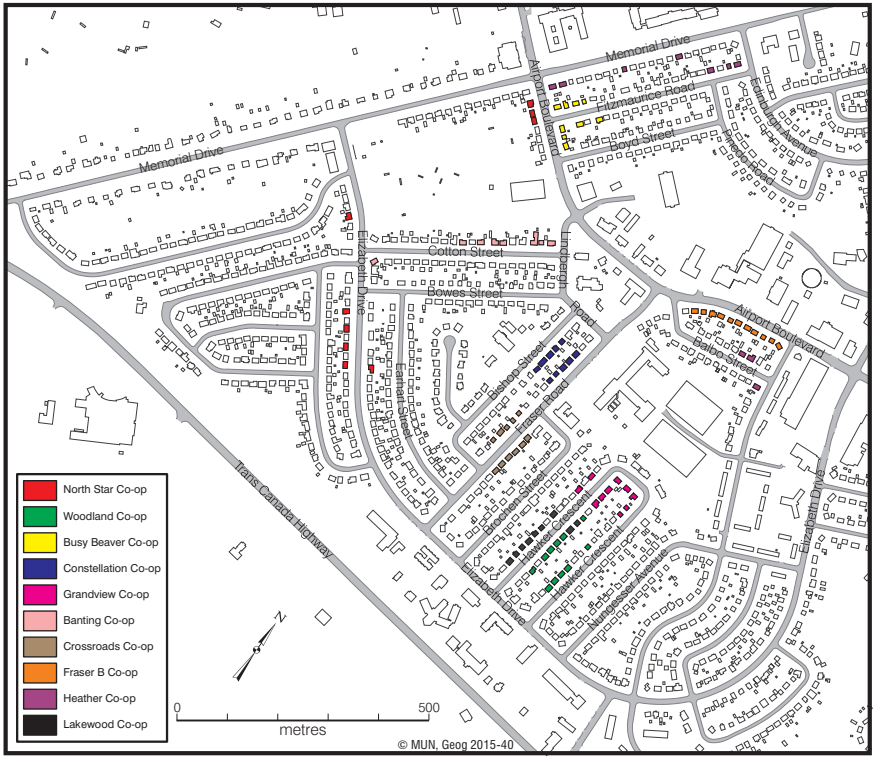 Memorial Drive
Airport Boulevard
Fitzmaurice Road
Boyd Street
Edinburgh Avenue
Pinedo Road
Memorial Drive
Elizabeth Drive
Cotton Street
Lindbergh
Road
Bowes Street
Airport Boulevard
Balbo Street
Bishop Street
Earhart Street
Fraser Road
Trans Canada Highway
Brochen Street
Hawker Crescent
Hawker Crescent
Elizabeth Drive
Elizabeth Drive
Nungesser Avenue
North Star Co-op
Woodland Co-op
Busy Beaver Co-op
Constellation Co-op
Grandview Co-op
Banting Co-op
Crossroads Co-op
Fraser B Co-op
Heather Co-op
Lakewood Co-op
N
0 500
metres
© MUN, Geog 2015-40